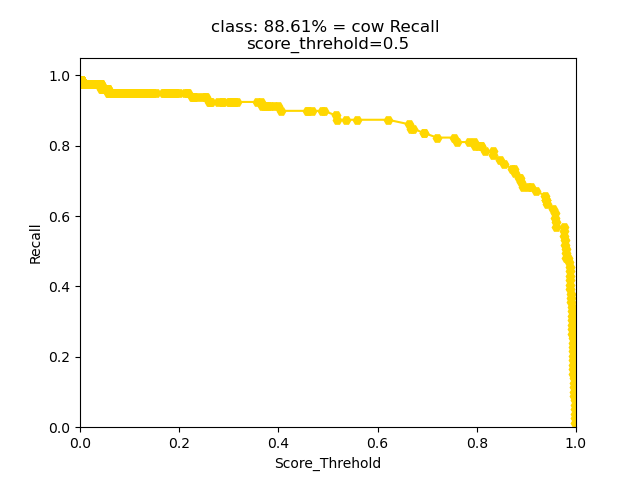 class: 88.61% = cow Recall
score_threhold=0.5
1.0
0.8
0.6
0.4
0.2
0.0
Recall
0.0 0.2 0.4 0.6 0.8 1.0
Score_Threhold